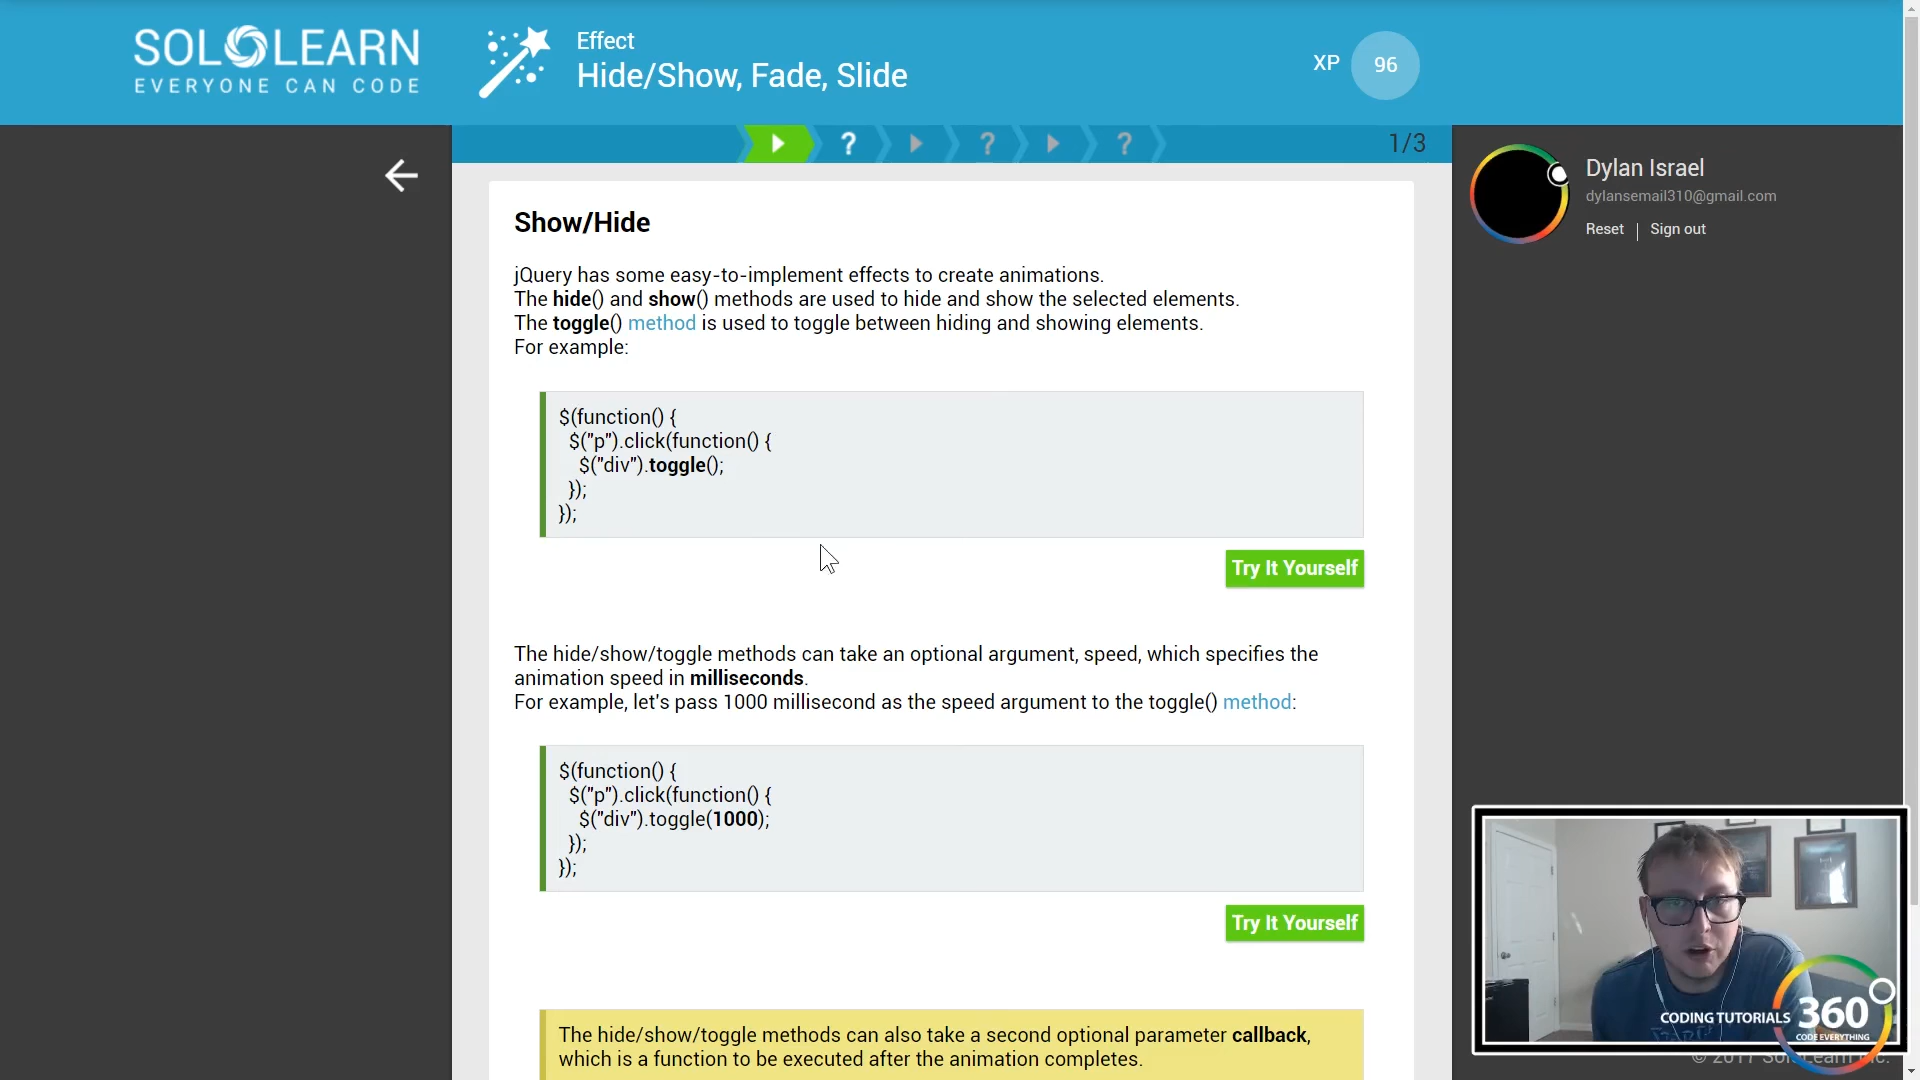 SOLOLEARN
EVERYONE CAN CODE
Effect
Hide/Show, Fade, Slide
XP 96
? ? ? 1/3
Dylan Israel
dylansemail310@gmail.com
Reset | Sign out
Show/Hide
jQuery has some easy-to-implement effects to create animations.
The hide() and show() methods are used to hide and show the selected elements.
The toggle() method is used to toggle between hiding and showing elements.
For example:
$(function() {
$("p").click(function() {
$("div").toggle();
});
});
Try It Yourself
The hide/show/toggle methods can take an optional argument, speed, which specifies the
animation speed in milliseconds.
For example, let's pass 1000 millisecond as the speed argument to the toggle() method:
$(function() {
$("p").click(function() {
$("div").toggle(1000);
});
});
Try It Yourself
The hide/show/toggle methods can also take a second optional parameter callback,
which is a function to be executed after the animation completes.
CODING TUTORIALS 360
CODE EVERYTHING
© 2017 SoloLearn Inc.